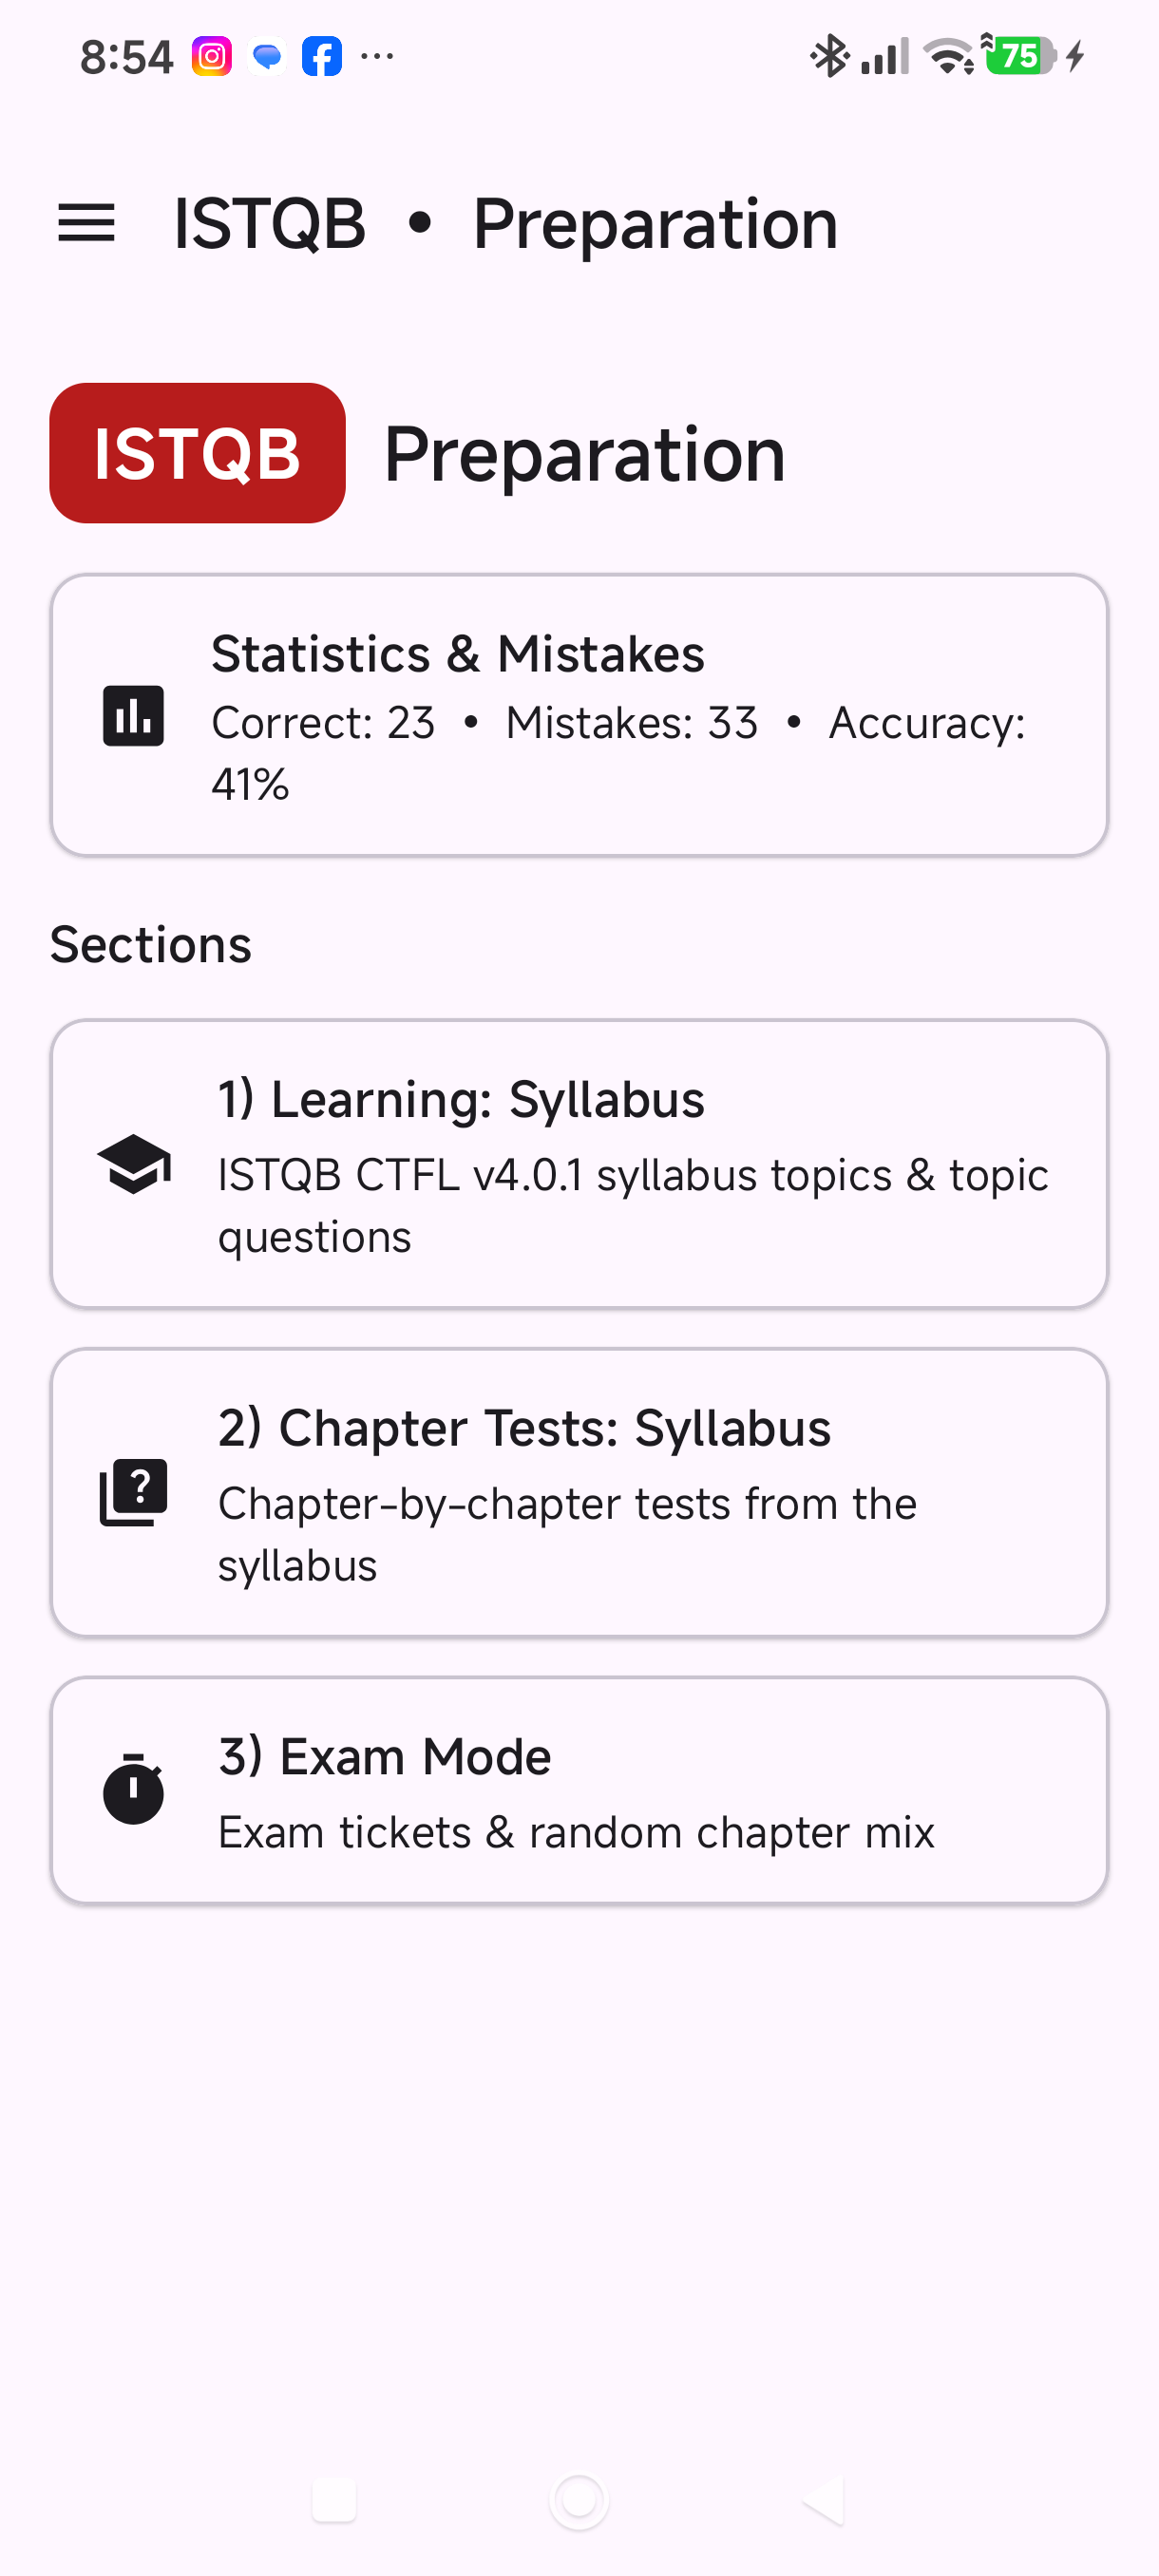 8:54 ... 75
ISTQB • Preparation
ISTQB Preparation
Statistics & Mistakes
Correct: 23 • Mistakes: 33 • Accuracy:
41%
Sections
1) Learning: Syllabus
ISTQB CTFL v4.0.1 syllabus topics & topic
questions
2) Chapter Tests: Syllabus
Chapter-by-chapter tests from the
syllabus
3) Exam Mode
Exam tickets & random chapter mix